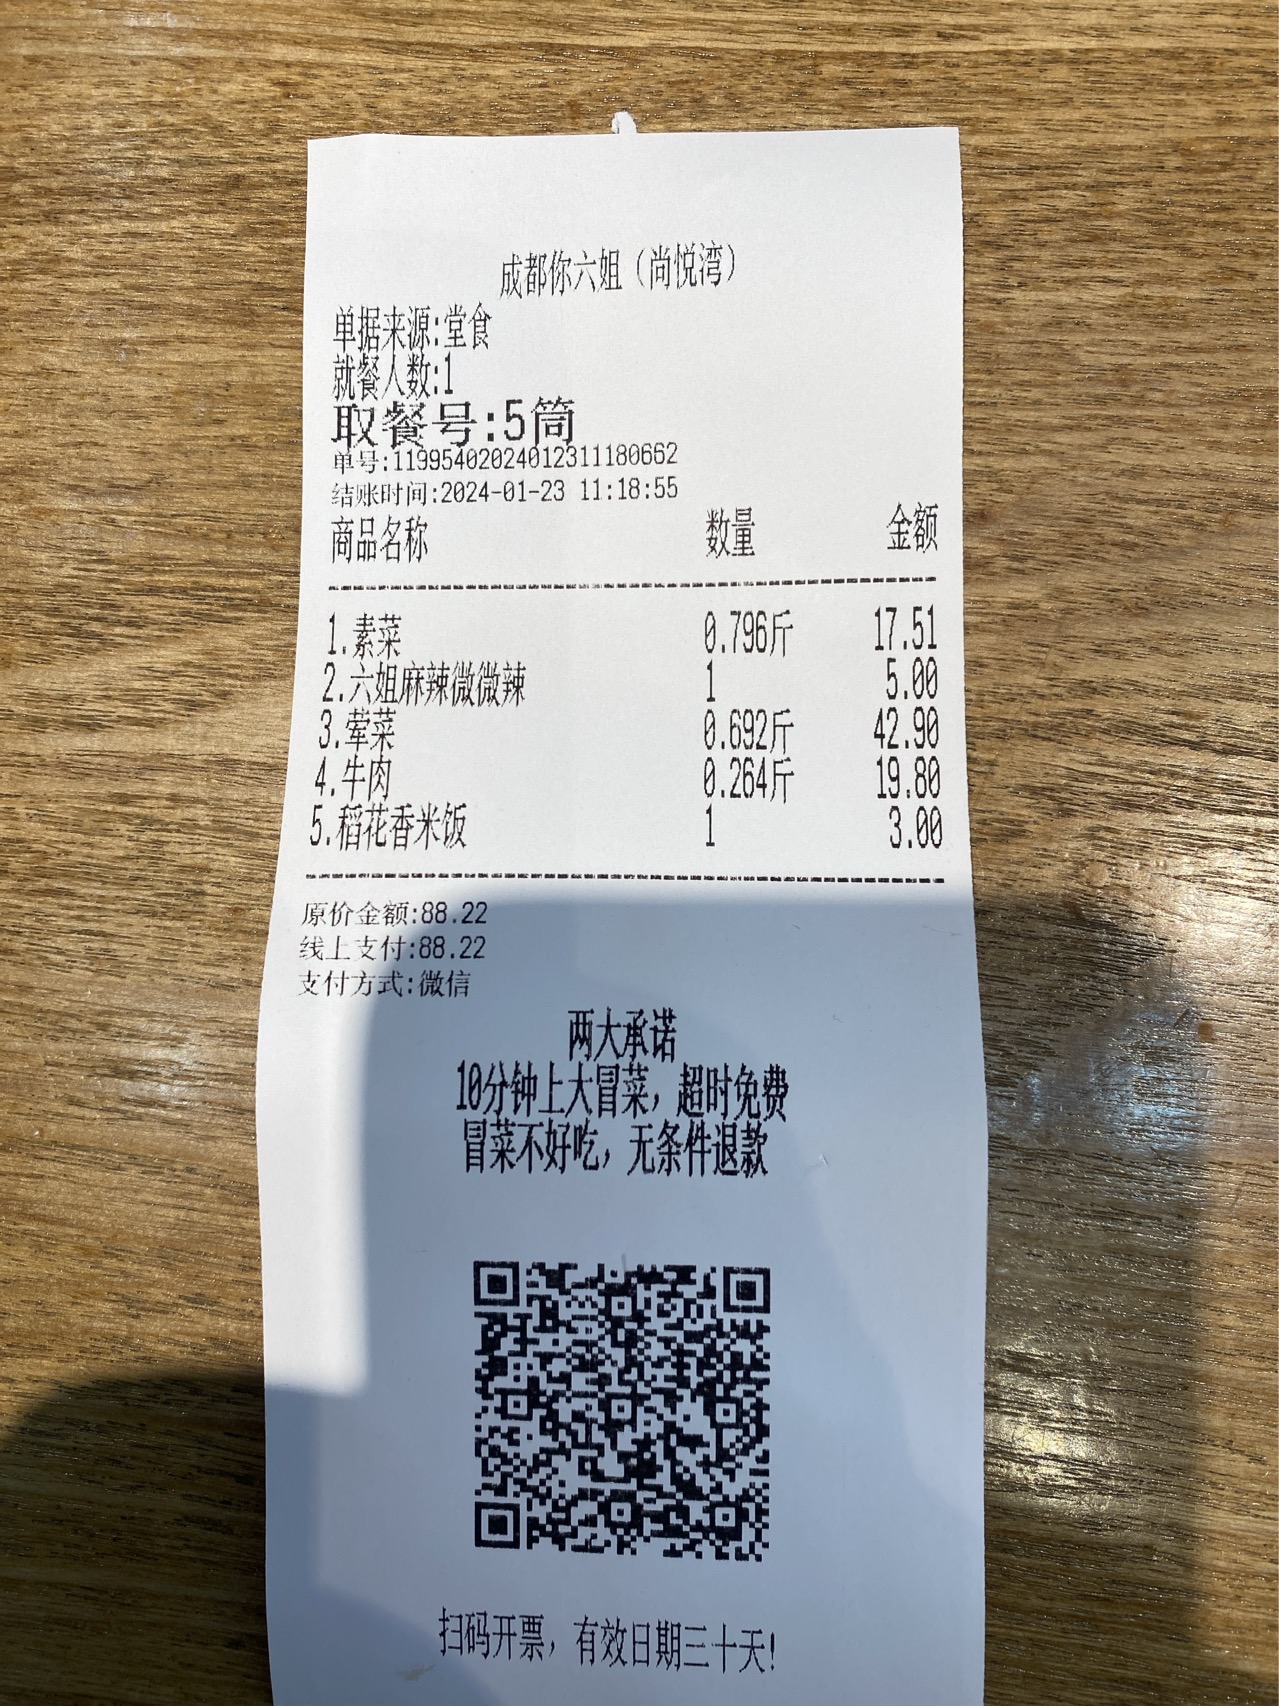 成都你六姐（尚悦湾）
单据来源:堂食
就餐人数:1
取餐号:5筒
单号:11995402024012311180662
结账时间:2024-01-23 11:18:55
商品名称 数量 金额
1.素菜 0.796斤 17.51
2.六姐麻辣微微辣 1 5.00
3.荤菜 0.692斤 42.90
4.牛肉 0.264斤 19.80
5.稻花香米饭 1 3.00
原价金额:88.22
线上支付:88.22
支付方式:微信
两大承诺
10分钟上大冒菜，超时免费
冒菜不好吃，无条件退款
扫码开票，有效日期三十天!